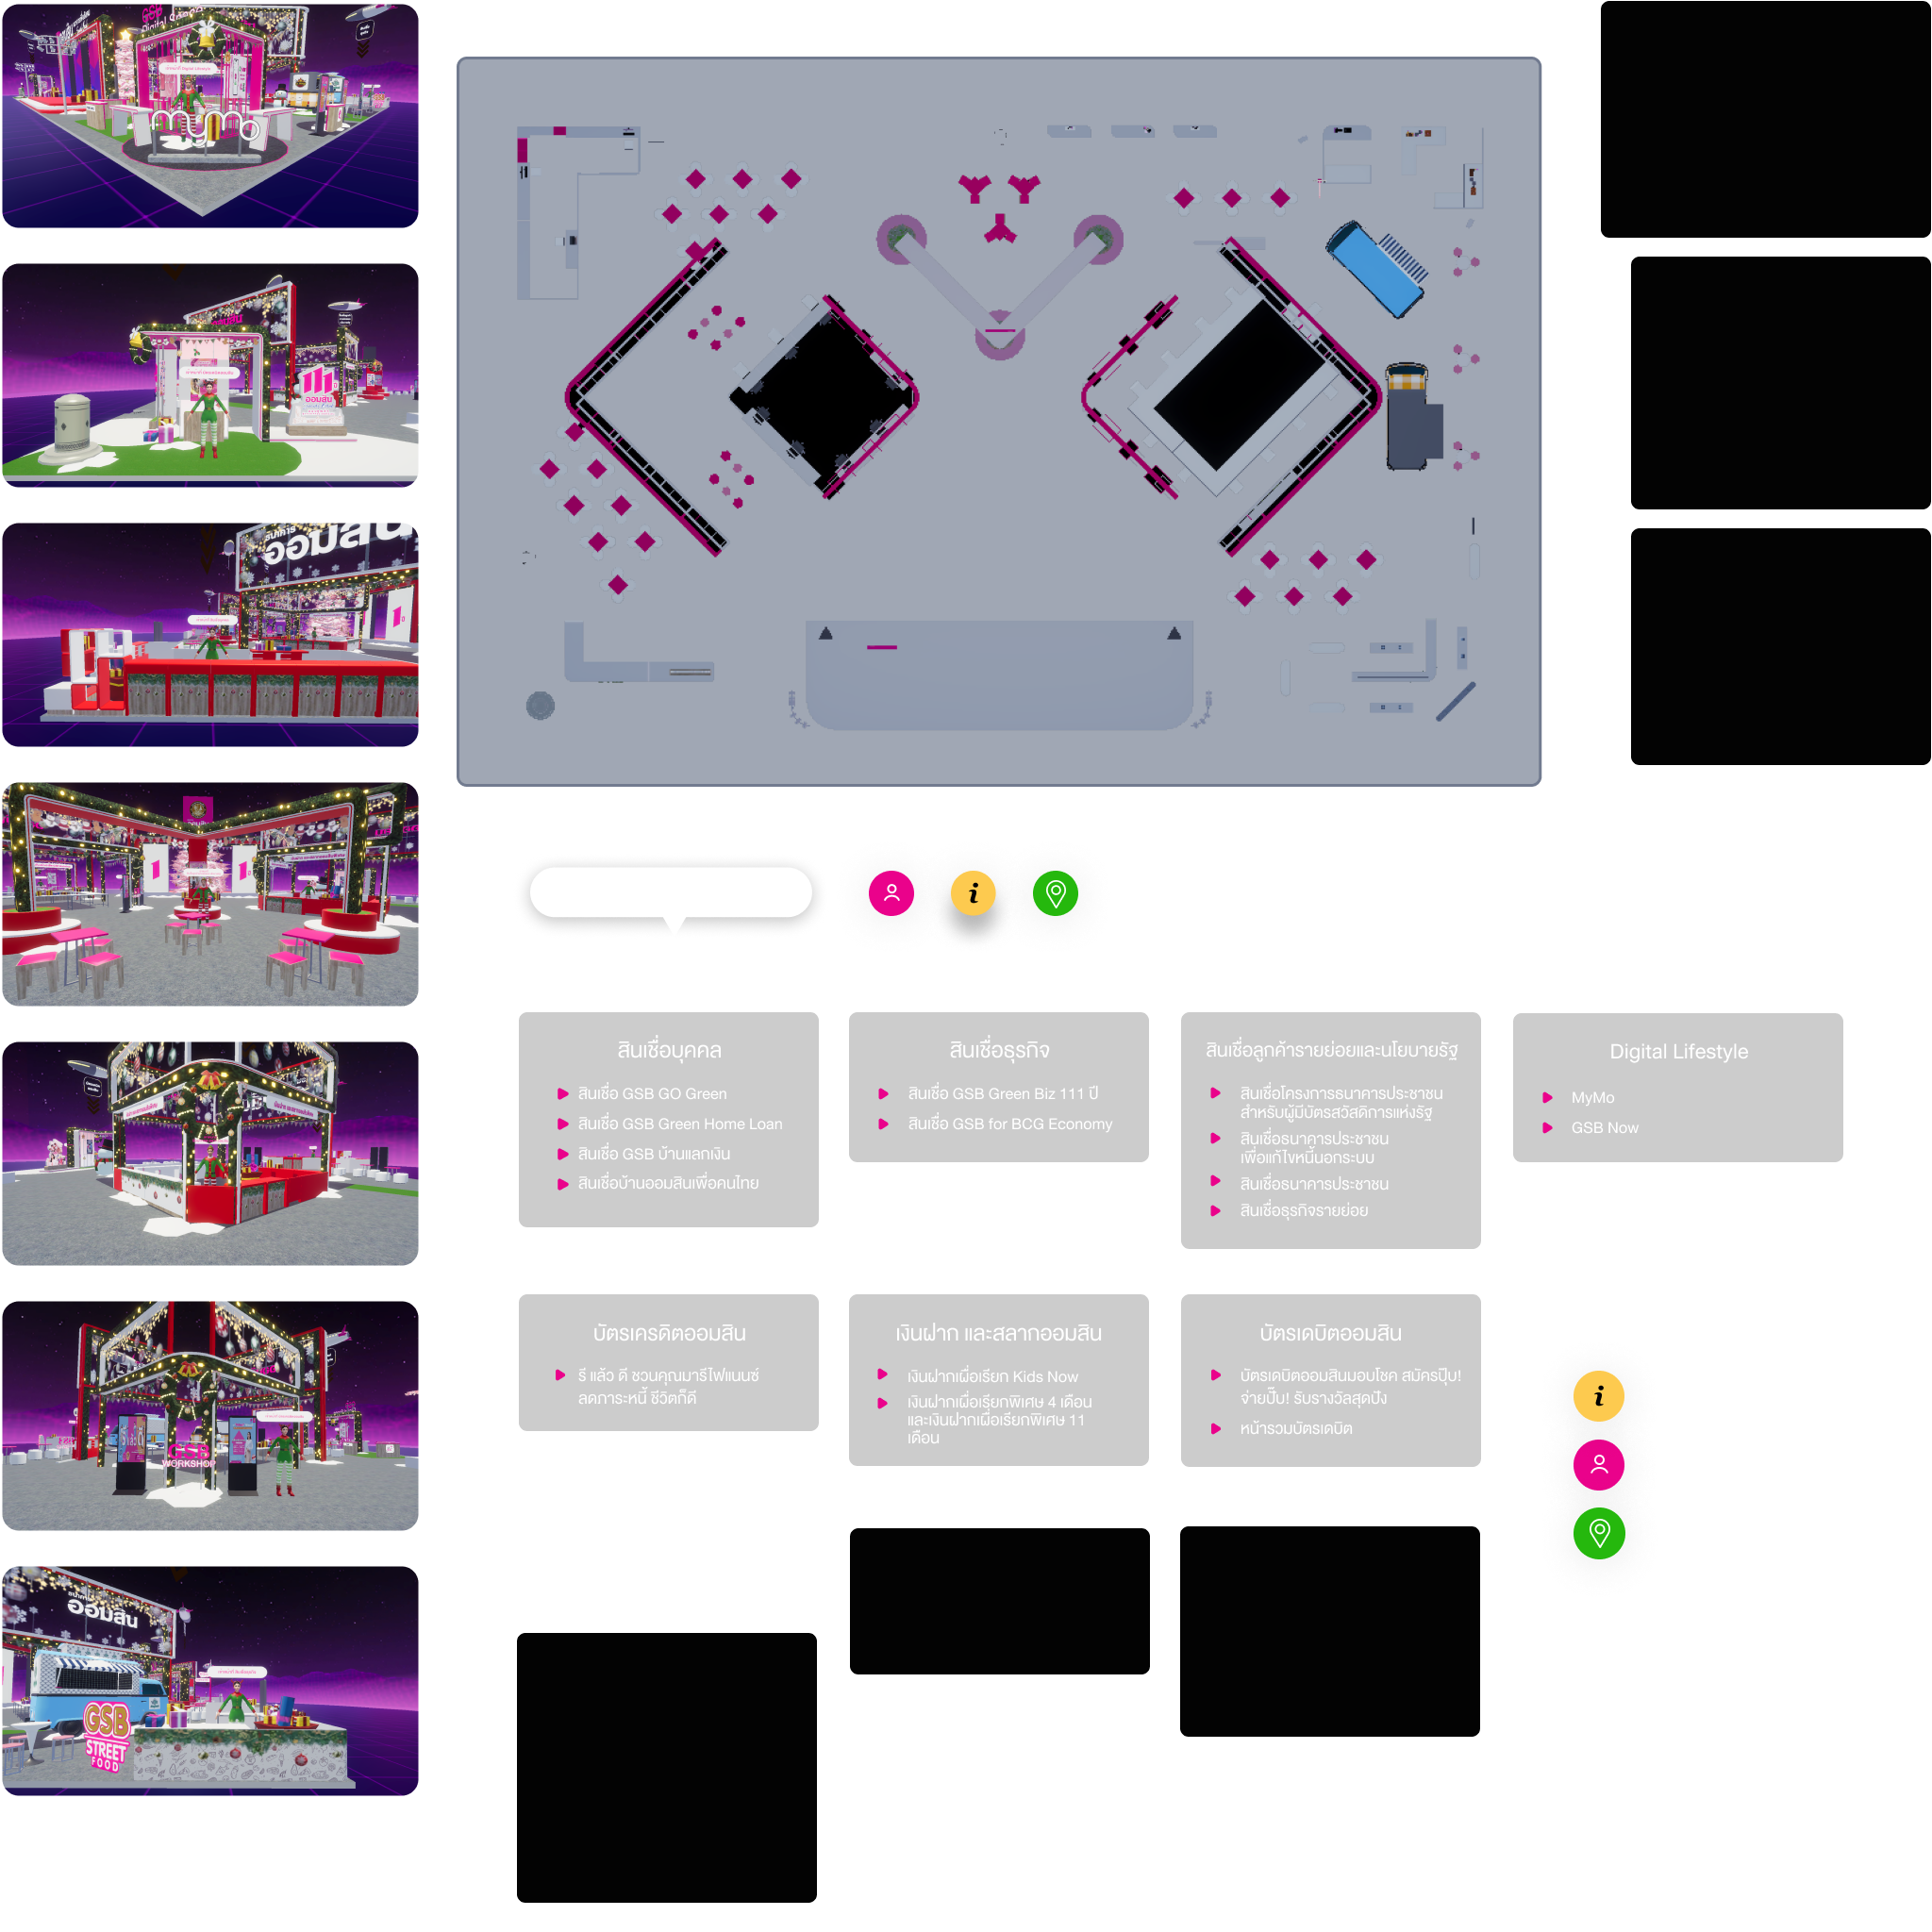 GSB
mymo
ออมสิน
ออมสิน
GSB
WORKSHOP
ออมสิน
GSB
STREET
FOOD
สินเชื่อบุคคล
สินเชื่อ GSB GO Green
สินเชื่อ GSB Green Home Loan
สินเชื่อ GSB บ้านแลกเงิน
สินเชื่อบ้านออมสินเพื่อคนไทย
สินเชื่อธุรกิจ
สินเชื่อ GSB Green Biz 111 ปี
สินเชื่อ GSB for BCG Economy
สินเชื่อลูกค้ารายย่อยและนโยบายรัฐ
สินเชื่อโครงการธนาคารประชาชน
สำหรับผู้มีบัตรสวัสดิการแห่งรัฐ
สินเชื่อธนาคารประชาชน
เพื่อแก้ไขหนี้นอกระบบ
สินเชื่อธนาคารประชาชน
สินเชื่อธุรกิจรายย่อย
Digital Lifestyle
MyMo
GSB Now
บัตรเครดิตออมสิน
รี แล้ว ดี ชวนคุณมารีไฟแนนซ์
ลดภาระหนี้ ชีวิตก็ดี
เงินฝาก และสลากออมสิน
เงินฝากเผื่อเรียก Kids Now
เงินฝากเผื่อเรียกพิเศษ 4 เดือน
และเงินฝากเผื่อเรียกพิเศษ 11
เดือน
บัตรเดบิตออมสิน
บัตรเดบิตออมสินมอบโชค สมัครปุ๊บ!
จ่ายปั๊บ! รับรางวัลสุดปัง
หน้ารวมบัตรเดบิต